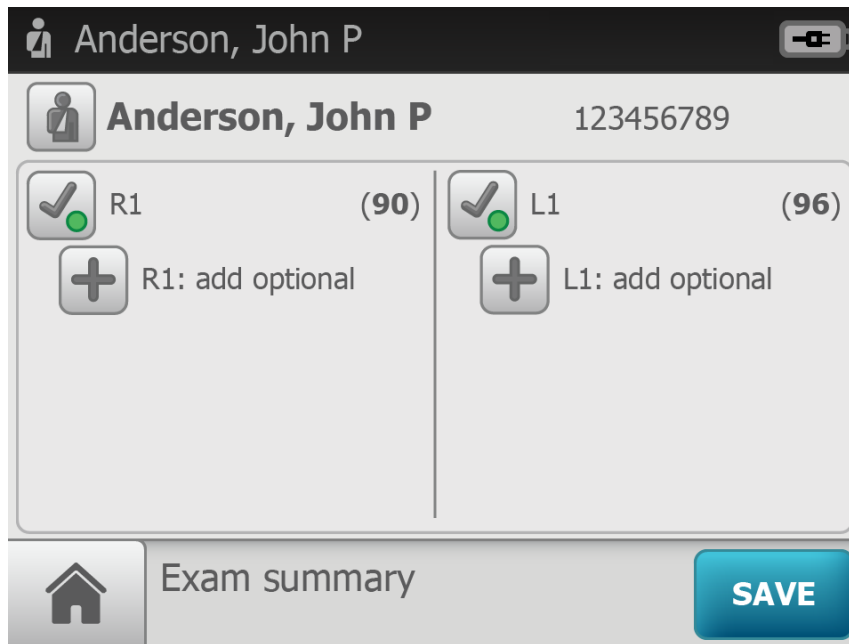 Anderson, John P
Anderson, John P 123456789
R1 (90) L1 (96)
R1: add optional L1: add optional
Exam summary SAVE